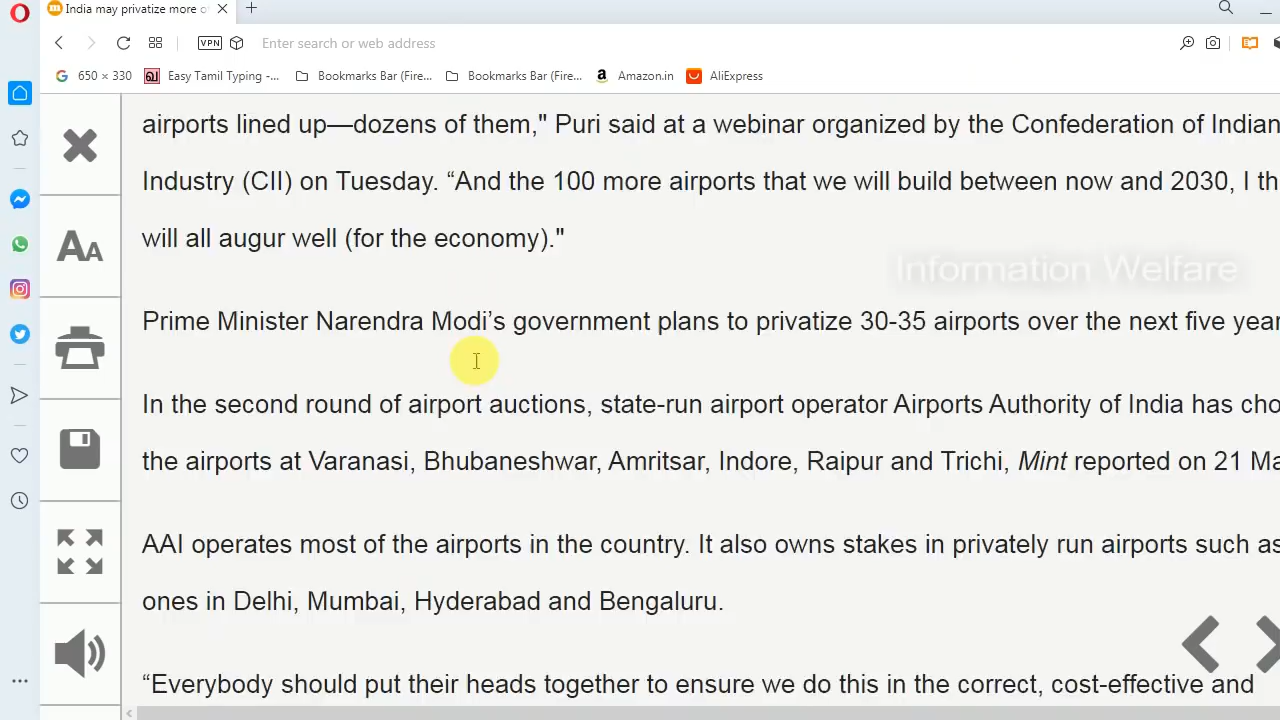 India may privatize more o
VPN
Enter search or web address
650 × 330
Easy Tamil Typing -...
Bookmarks Bar (Fire...
Bookmarks Bar (Fire...
Amazon.in
AliExpress
airports lined up—dozens of them," Puri said at a webinar organized by the Confederation of Indian
Industry (CII) on Tuesday. “And the 100 more airports that we will build between now and 2030, I th
will all augur well (for the economy)."
Information Welfare
Prime Minister Narendra Modi’s government plans to privatize 30-35 airports over the next five year
In the second round of airport auctions, state-run airport operator Airports Authority of India has cho
the airports at Varanasi, Bhubaneshwar, Amritsar, Indore, Raipur and Trichi, Mint reported on 21 Ma
AAI operates most of the airports in the country. It also owns stakes in privately run airports such as
ones in Delhi, Mumbai, Hyderabad and Bengaluru.
“Everybody should put their heads together to ensure we do this in the correct, cost-effective and